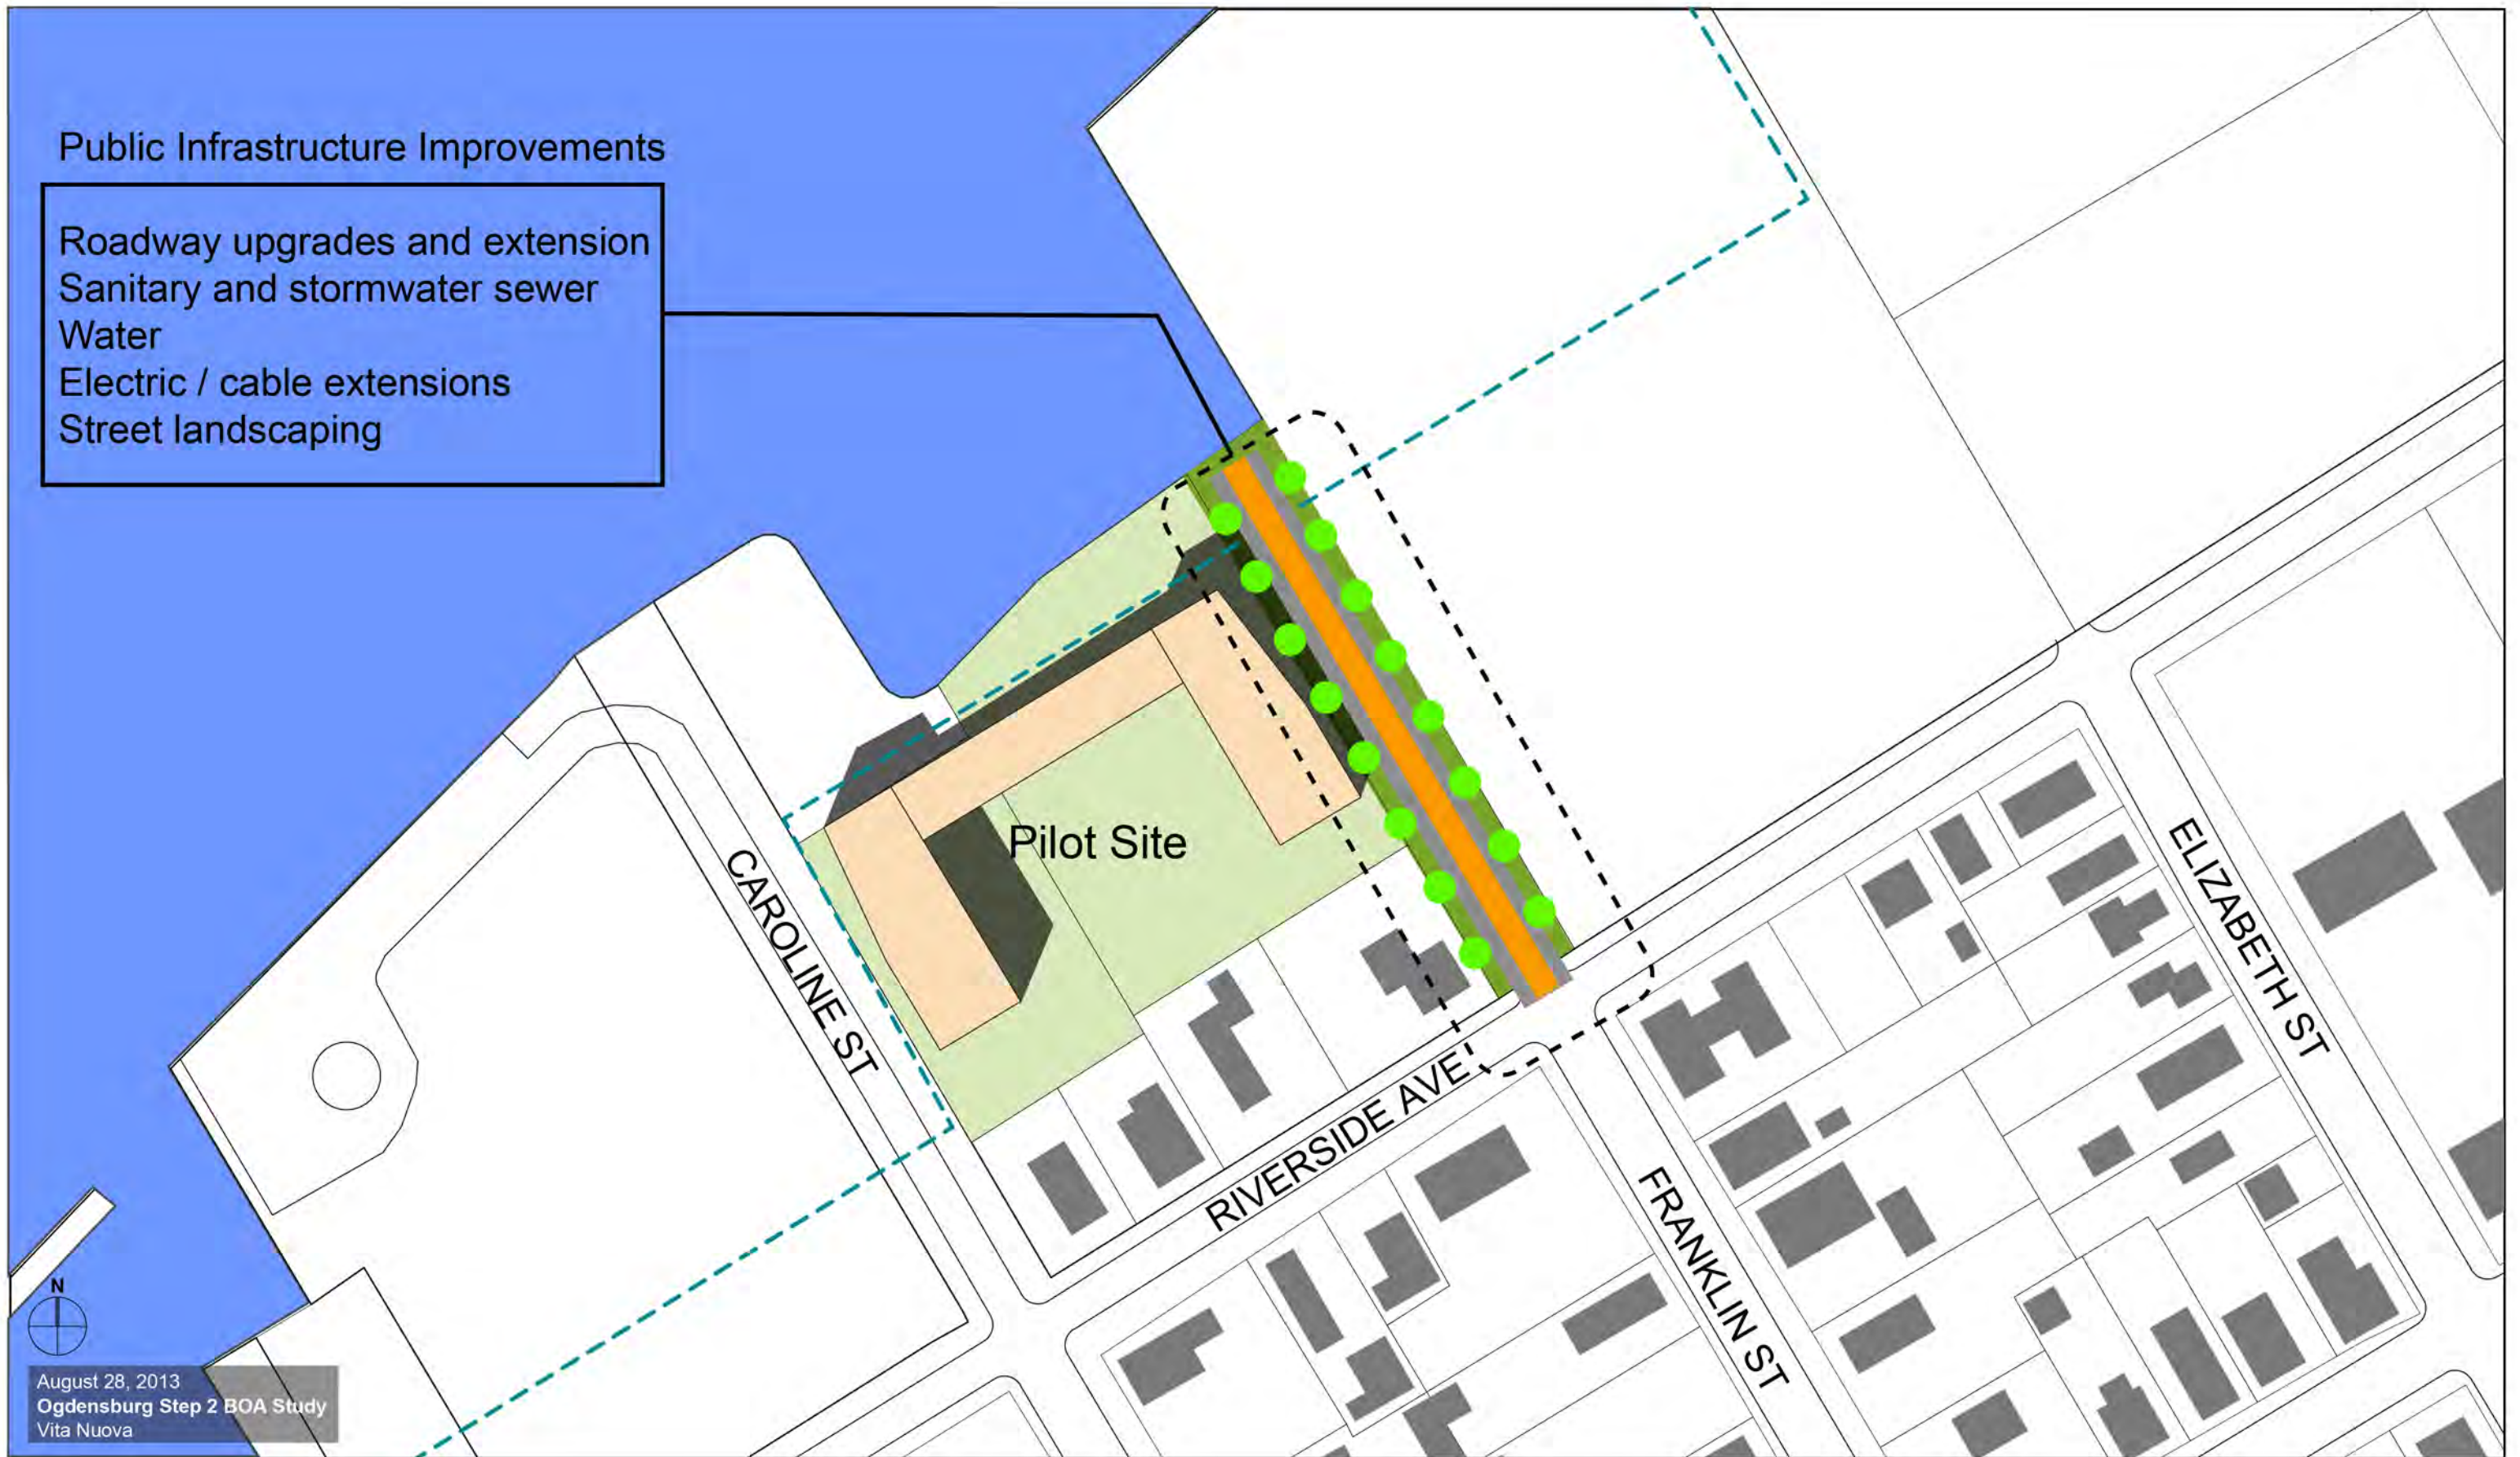 Public Infrastructure Improvements
Roadway upgrades and extension
Sanitary and stormwater sewer
Water
Electric / cable extensions
Street landscaping
Pilot Site
CAROLINE ST
RIVERSIDE AVE
FRANKLIN ST
ELIZABETH ST
N
August 28, 2013
Ogdensburg Step 2 BOA Study
Vita Nuova